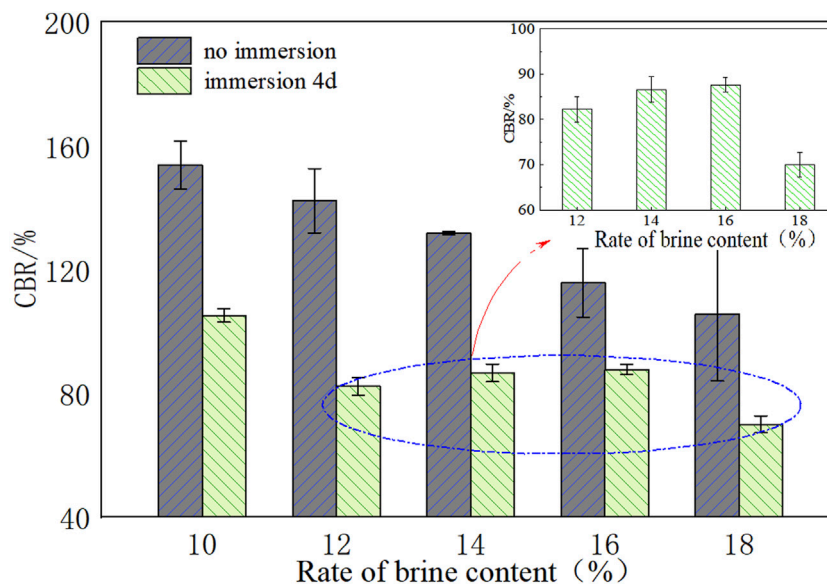 200
160
120
80
40
CBR/%
no immersion
immersion 4d
100
90
80
70
60
CBR/%
12 14 16 18
Rate of brine content（%）
10 12 14 16 18
Rate of brine content（%）